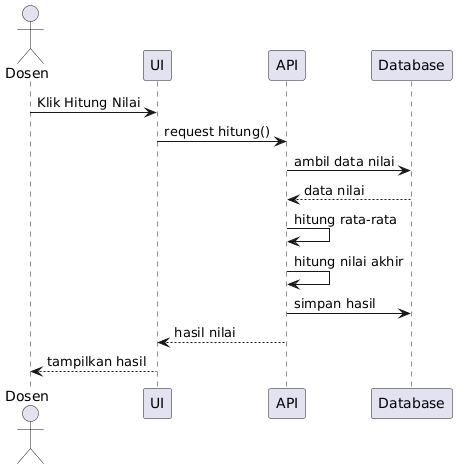 Dosen
UI
API
Database
Klik Hitung Nilai
request hitung()
ambil data nilai
data nilai
hitung rata-rata
hitung nilai akhir
simpan hasil
hasil nilai
tampilkan hasil
Dosen
UI
API
Database